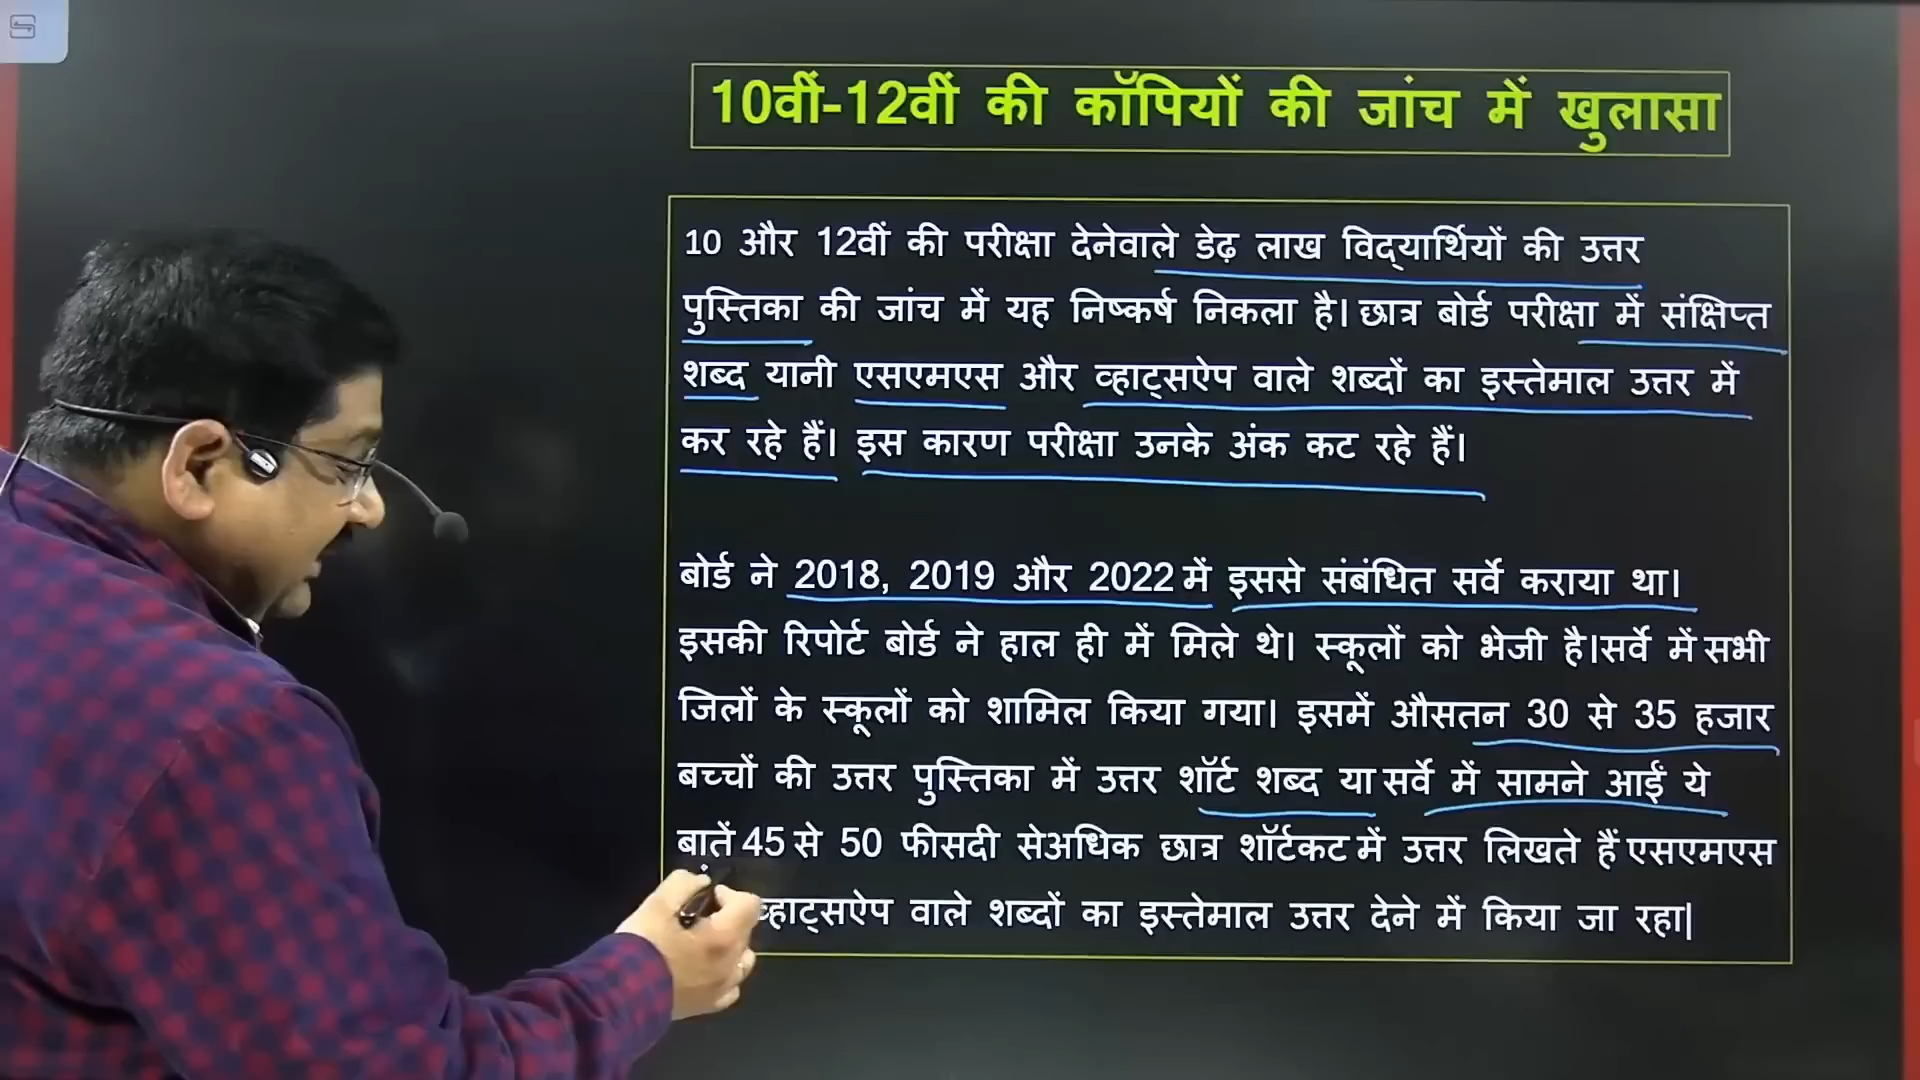 10वीं-12वीं की कॉपियों की जांच में खुलासा
10 और 12वीं की परीक्षा देनेवाले डेढ़ लाख विद्यार्थियों की उत्तर
पुस्तिका की जांच में यह निष्कर्ष निकला है। छात्र बोर्ड परीक्षा में संक्षिप्त
शब्द यानी एसएमएस और व्हाट्सऐप वाले शब्दों का इस्तेमाल उत्तर में
कर रहे हैं। इस कारण परीक्षा उनके अंक कट रहे हैं।
बोर्ड ने 2018, 2019 और 2022 में इससे संबंधित सर्वे कराया था।
इसकी रिपोर्ट बोर्ड ने हाल ही में मिले थे। स्कूलों को भेजी है।सर्वे में सभी
जिलों के स्कूलों को शामिल किया गया। इसमें औसतन 30 से 35 हजार
बच्चों की उत्तर पुस्तिका में उत्तर शॉर्ट शब्द या सर्वे में सामने आईं ये
बातें 45 से 50 फीसदी सेअधिक छात्र शॉर्टकट में उत्तर लिखते हैं एसएमएस
व्हाट्सऐप वाले शब्दों का इस्तेमाल उत्तर देने में किया जा रहा|